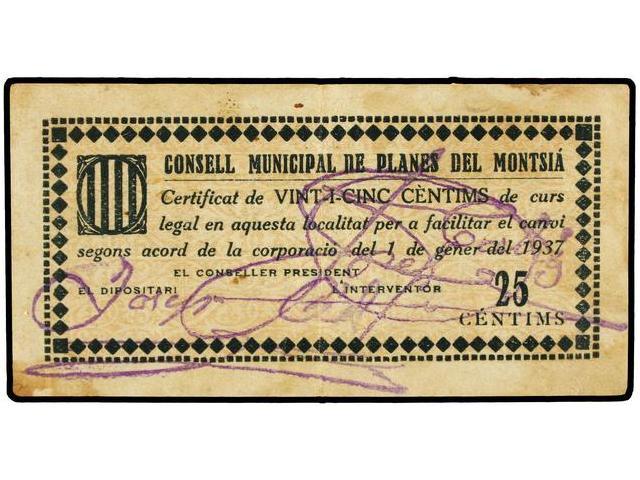 CONSELL MUNICIPAL DE PLANES DEL MONTSIÁ
Certificat de VINT-I-CINC CÈNTIMS de curs
legal en aquesta localitat per a facilitar el canvi
segons acord de la corporació del 1 de gener del 1937
EL CONSELLER PRESIDENT
EL DIPOSITARI L'INTERVENTOR
25
CÈNTIMS